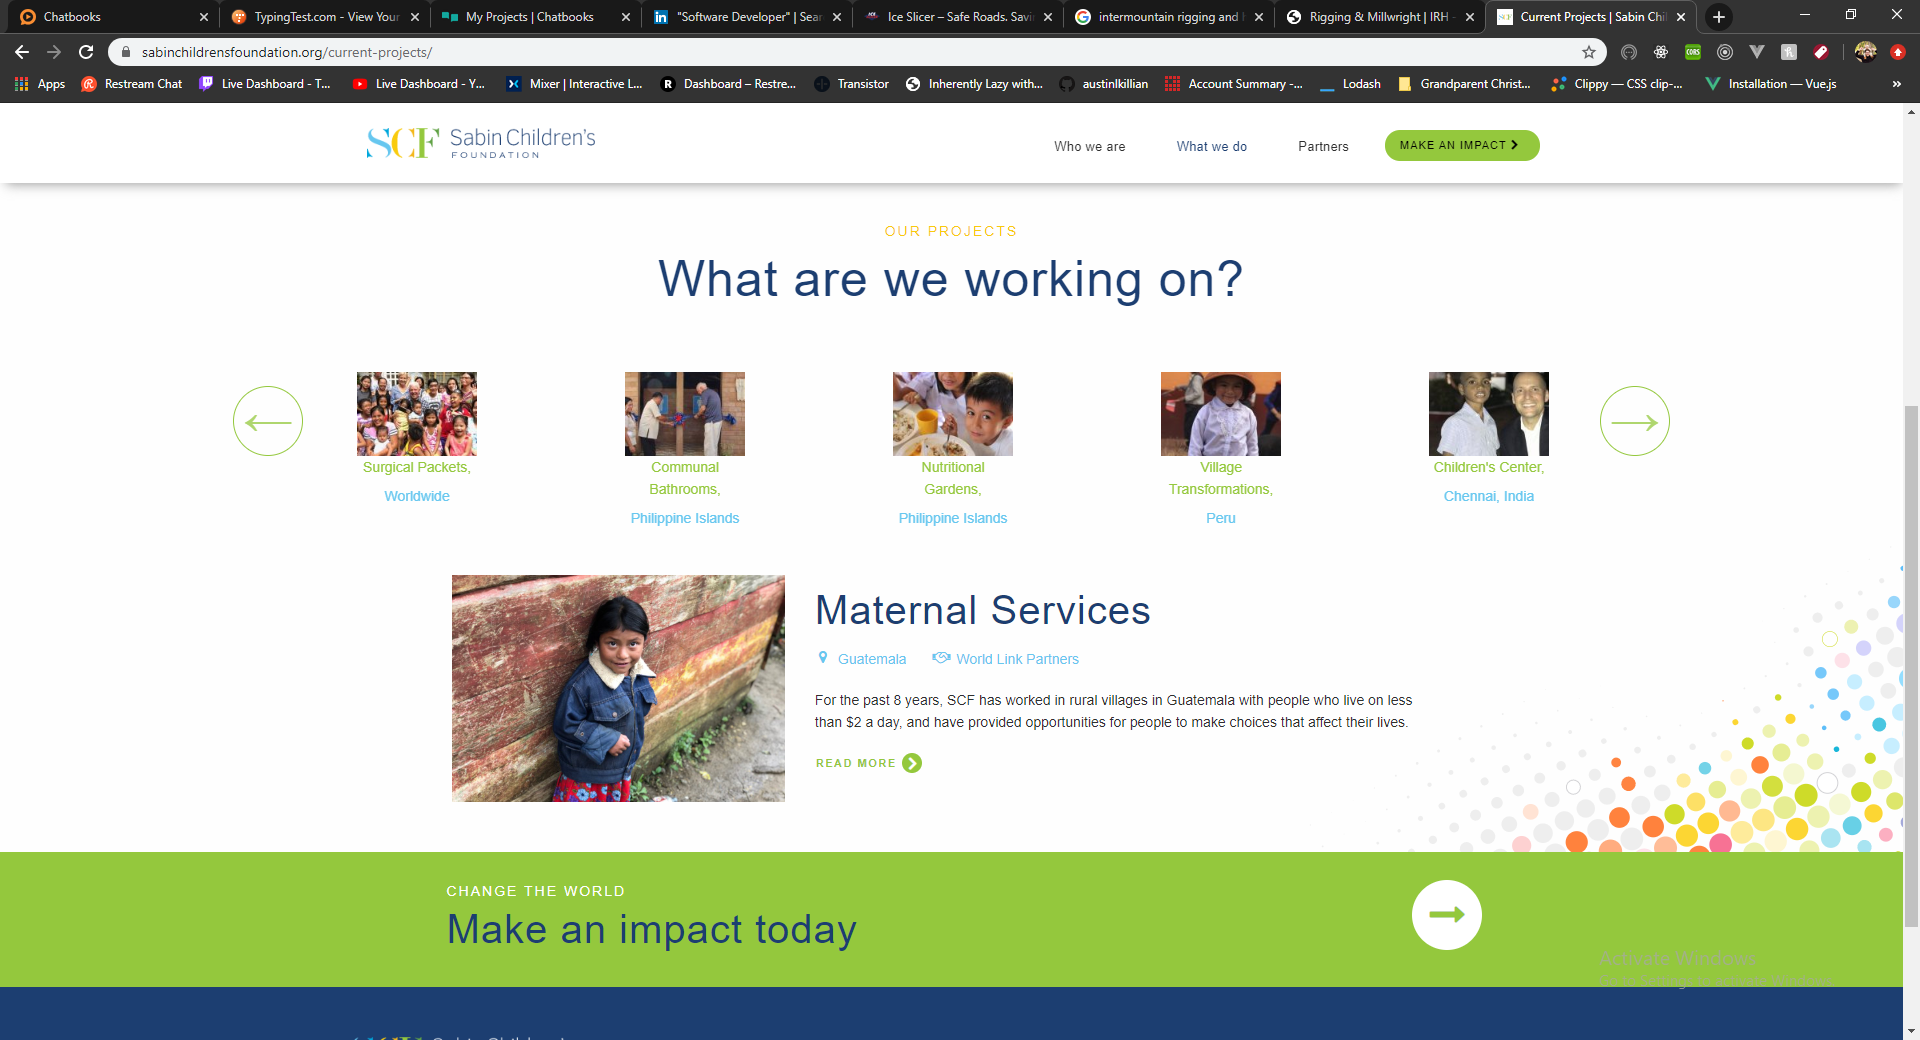 Chatbooks
TypingTest.com - View Your
My Projects | Chatbooks
"Software Developer" | Sear
Ice Slicer – Safe Roads. Savi
intermountain rigging and h
Rigging & Millwright | IRH -
Current Projects | Sabin Chil
sabinchildrensfoundation.org/current-projects/
Apps
Restream Chat
Live Dashboard - T...
Live Dashboard - Y...
Mixer | Interactive L...
Dashboard – Restre...
Transistor
Inherently Lazy with...
austinlkillian
Account Summary -...
Lodash
Grandparent Christ...
Clippy — CSS clip-...
Installation — Vue.js
SCF Sabin Children's
FOUNDATION
Who we are
What we do
Partners
MAKE AN IMPACT
OUR PROJECTS
What are we working on?
Surgical Packets,
Worldwide
Communal
Bathrooms,
Philippine Islands
Nutritional
Gardens,
Philippine Islands
Village
Transformations,
Peru
Children's Center,
Chennai, India
Maternal Services
Guatemala
World Link Partners
For the past 8 years, SCF has worked in rural villages in Guatemala with people who live on less
than $2 a day, and have provided opportunities for people to make choices that affect their lives.
READ MORE
CHANGE THE WORLD
Make an impact today
Activate Windows